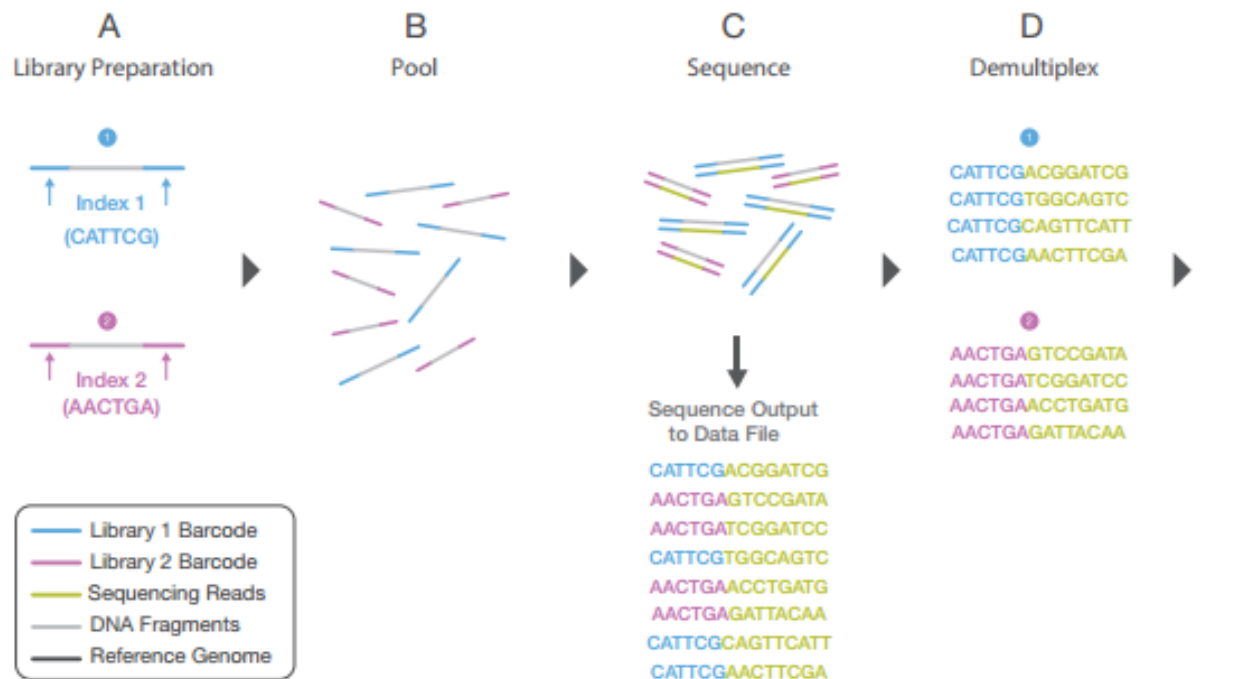 A
Library Preparation
1
Index 1
(CATTCG)
2
Index 2
(AACTGA)
Library 1 Barcode
Library 2 Barcode
Sequencing Reads
DNA Fragments
Reference Genome
B
Pool
C
Sequence
Sequence Output
to Data File
CATTCGACGGATCG
AACTGAGTCCGATA
AACTGATCGGATCC
CATTCGTGGCAGTC
AACTGAACCTGATG
AACTGAGATTACAA
CATTCGCAGTTCATT
CATTCGAACTTCGA
D
Demultiplex
1
CATTCGACGGATCG
CATTCGTGGCAGTC
CATTCGCAGTTCATT
CATTCGAACTTCGA
2
AACTGAGTCCGATA
AACTGATCGGATCC
AACTGAACCTGATG
AACTGAGATTACAA